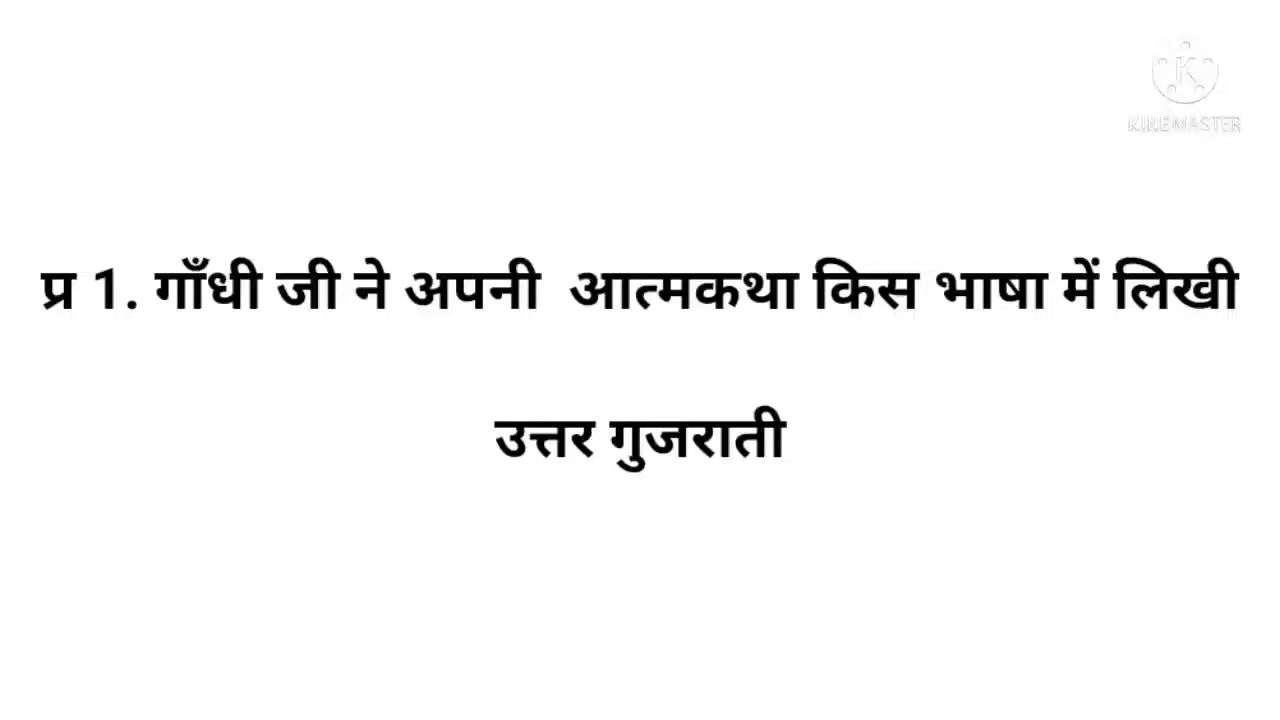 KINEMASTER
प्र 1. गाँधी जी ने अपनी आत्मकथा किस भाषा में लिखी
उत्तर गुजराती